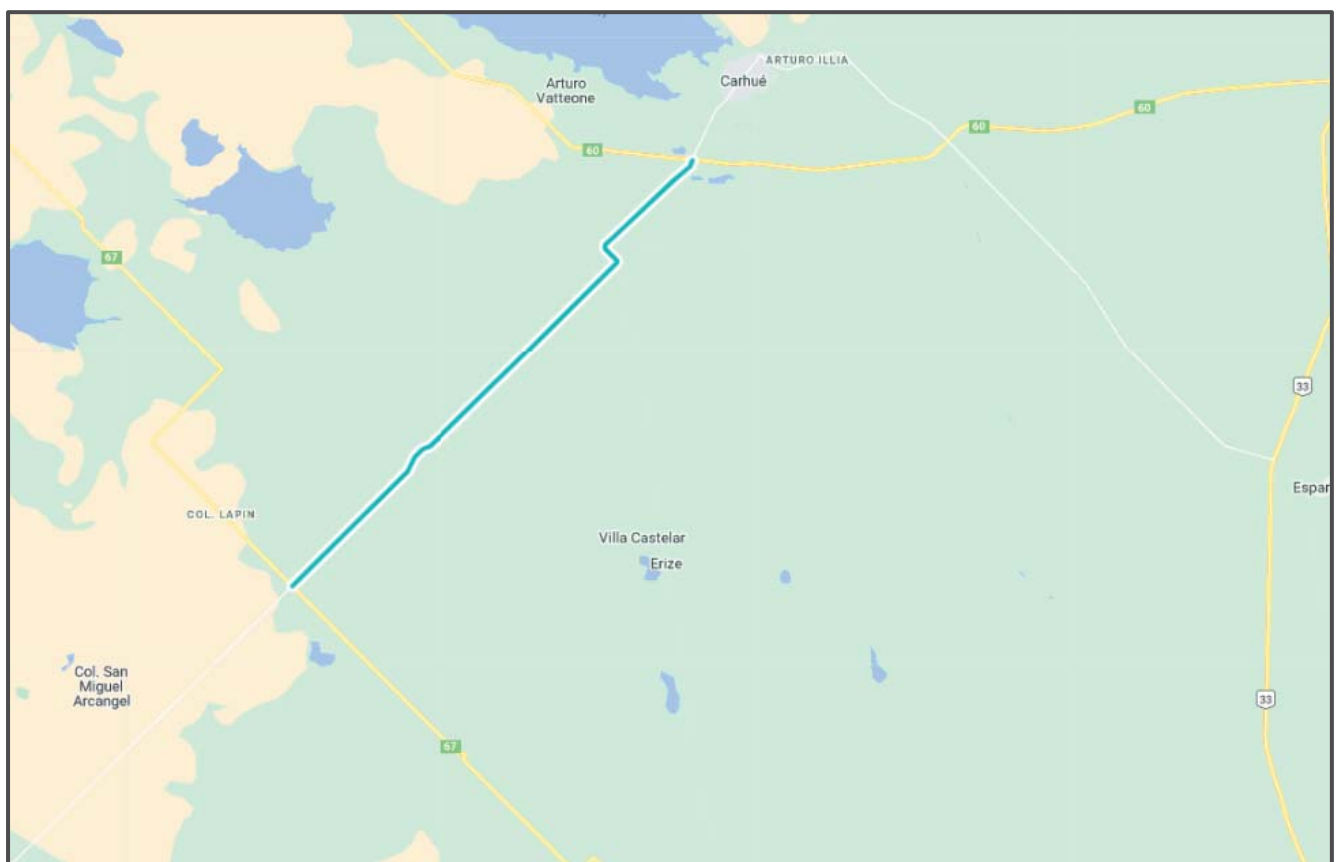 ARTURO ILLIA
Carhué
Arturo
Vatteone
60
60
60
67
33
Espar
COL. LAPIN
Villa Castelar
Erize
Col. San
Miguel
Arcangel
33
67